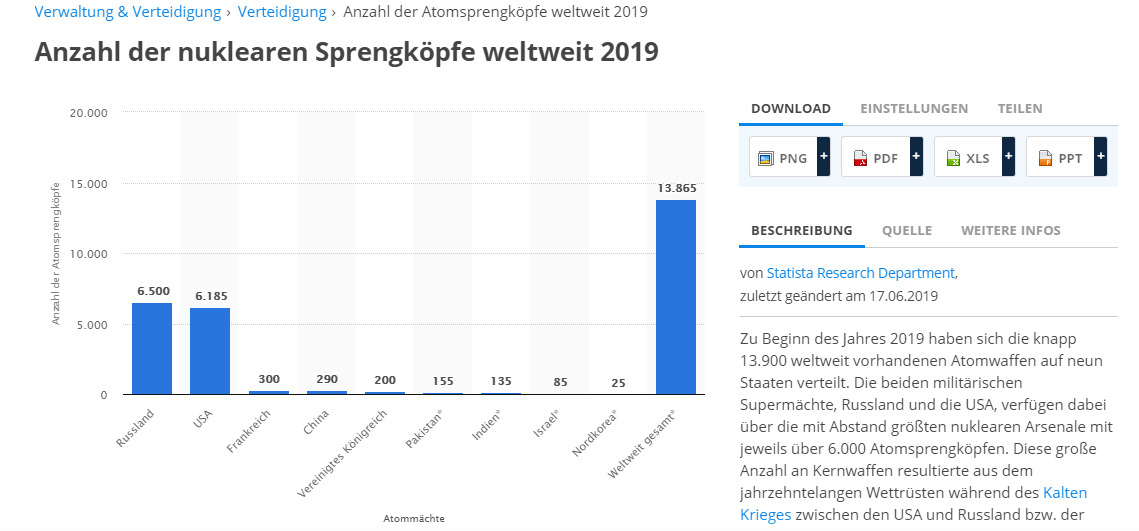 Verwaltung & Verteidigung › Verteidigung › Anzahl der Atomsprengköpfe weltweit 2019
Anzahl der nuklearen Sprengköpfe weltweit 2019
20.000
15.000
10.000
5.000
0
Anzahl der Atomsprengköpfe
6.500
6.185
300
290
200
155
135
85
25
13.865
Russland
USA
Frankreich
China
Vereinigtes Königreich
Pakistan*
Indien*
Israel*
Nordkorea*
Weltweit gesamt*
Atommächte
DOWNLOAD EINSTELLUNGEN TEILEN
PNG + PDF + XLS + PPT +
BESCHREIBUNG QUELLE WEITERE INFOS
von Statista Research Department,
zuletzt geändert am 17.06.2019
Zu Beginn des Jahres 2019 haben sich die knapp
13.900 weltweit vorhandenen Atomwaffen auf neun
Staaten verteilt. Die beiden militärischen
Supermächte, Russland und die USA, verfügen dabei
über die mit Abstand größten nuklearen Arsenale mit
jeweils über 6.000 Atomsprengköpfen. Diese große
Anzahl an Kernwaffen resultierte aus dem
jahrzehntelangen Wettrüsten während des Kalten
Krieges zwischen den USA und Russland bzw. der